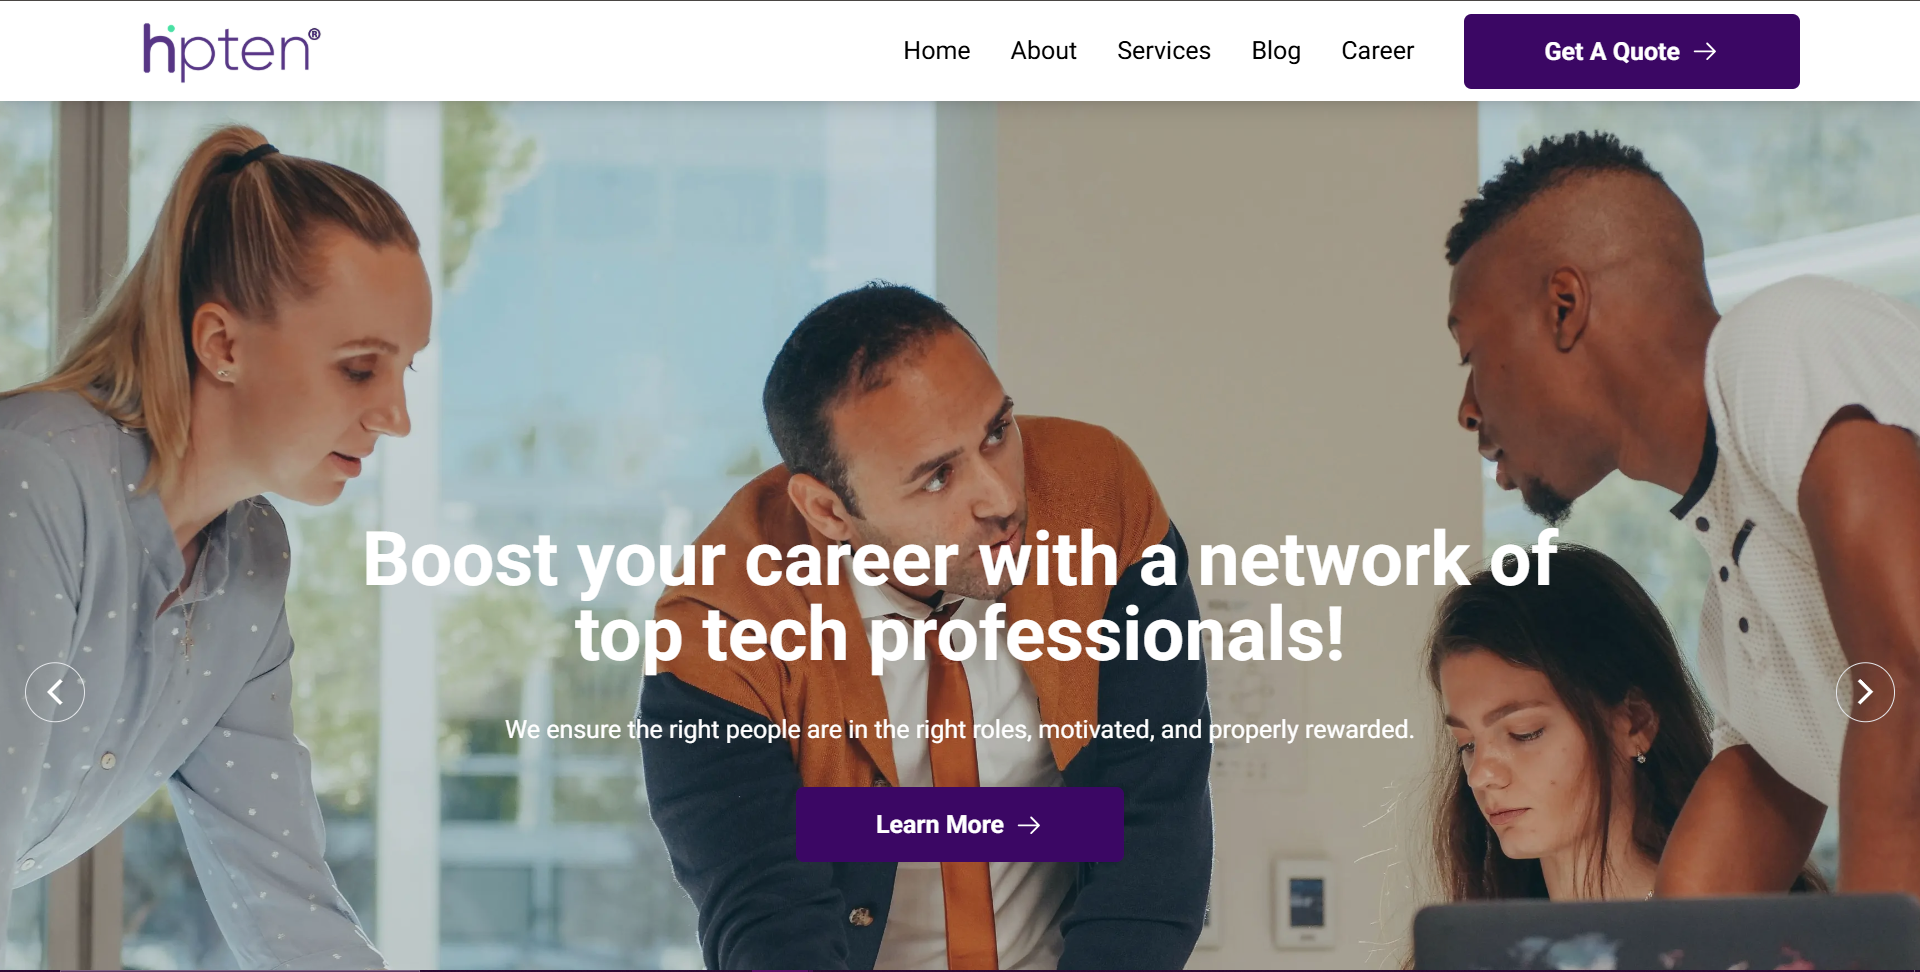 hpten®
Home About Services Blog Career Get A Quote
Boost your career with a network of
top tech professionals!
We ensure the right people are in the right roles, motivated, and properly rewarded.
Learn More